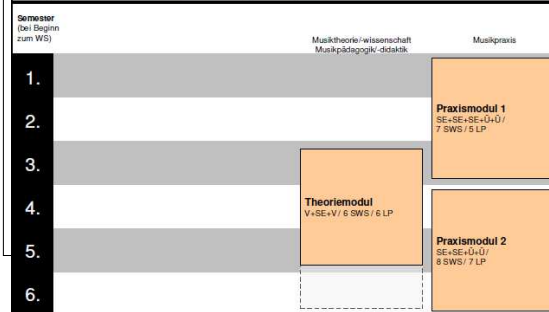 Semester
(bei Beginn
zum WS)
Musiktheorie/-wissenschaft
Musikpädagogik/-didaktik
Musikpraxis
1.
2.
3.
4.
5.
6.
Praxismodul 1
SE+SE+SE+Ü+Ü /
7 SWS / 5 LP
Theoriemodul
V+SE+V / 6 SWS / 6 LP
Praxismodul 2
SE+SE+Ü+Ü /
8 SWS / 7 LP